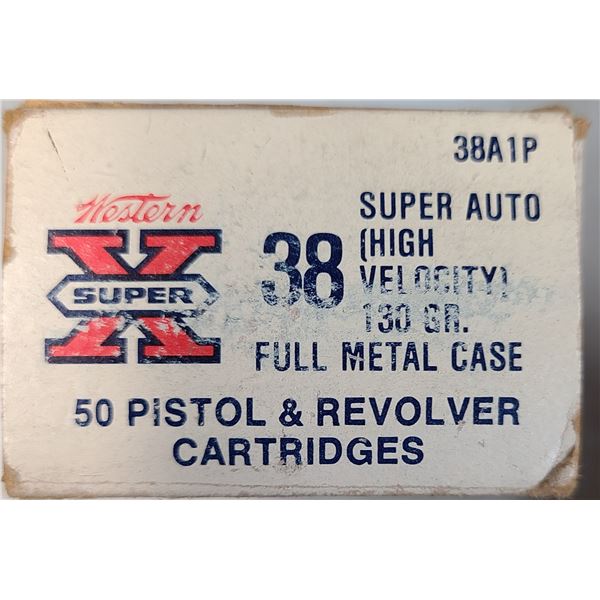 38A1P
Western
SUPER X
38 SUPER AUTO
(HIGH
VELOCITY)
130 GR.
FULL METAL CASE
50 PISTOL & REVOLVER
CARTRIDGES